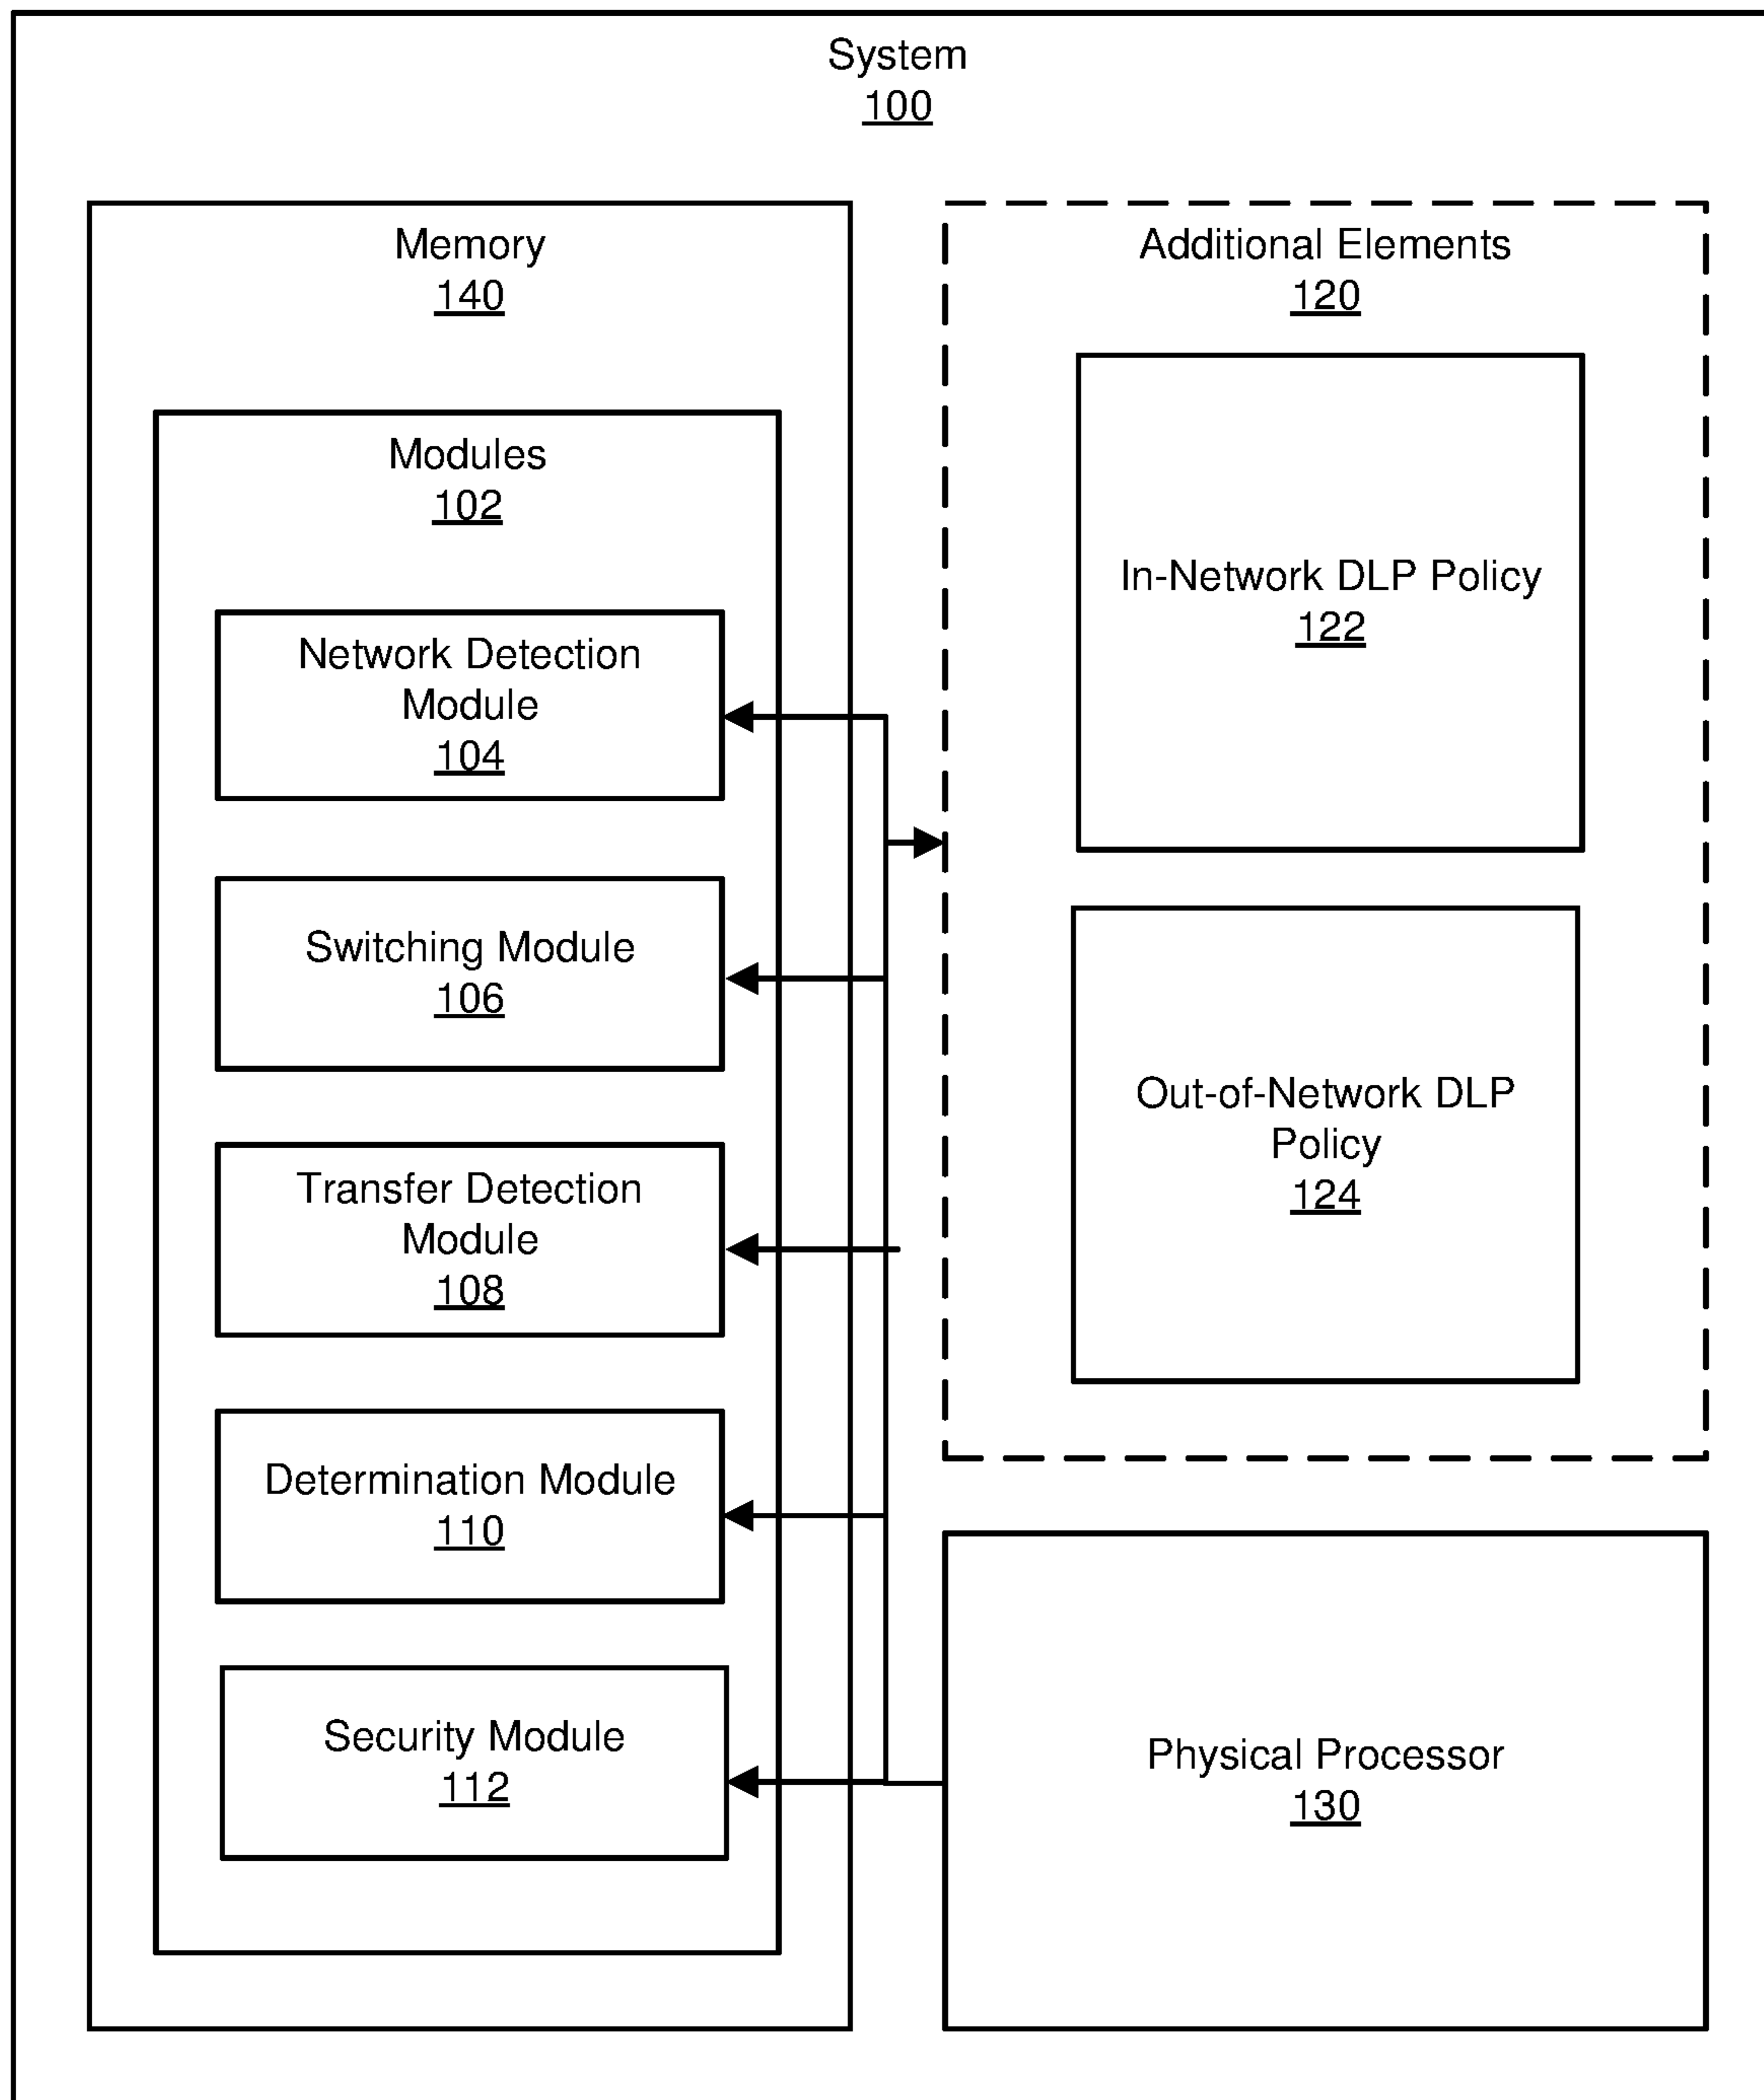 System
100
Memory
140
Modules
102
Network Detection
Module
104
Switching Module
106
Transfer Detection
Module
108
Determination Module
110
Security Module
112
Additional Elements
120
In-Network DLP Policy
122
Out-of-Network DLP
Policy
124
Physical Processor
130